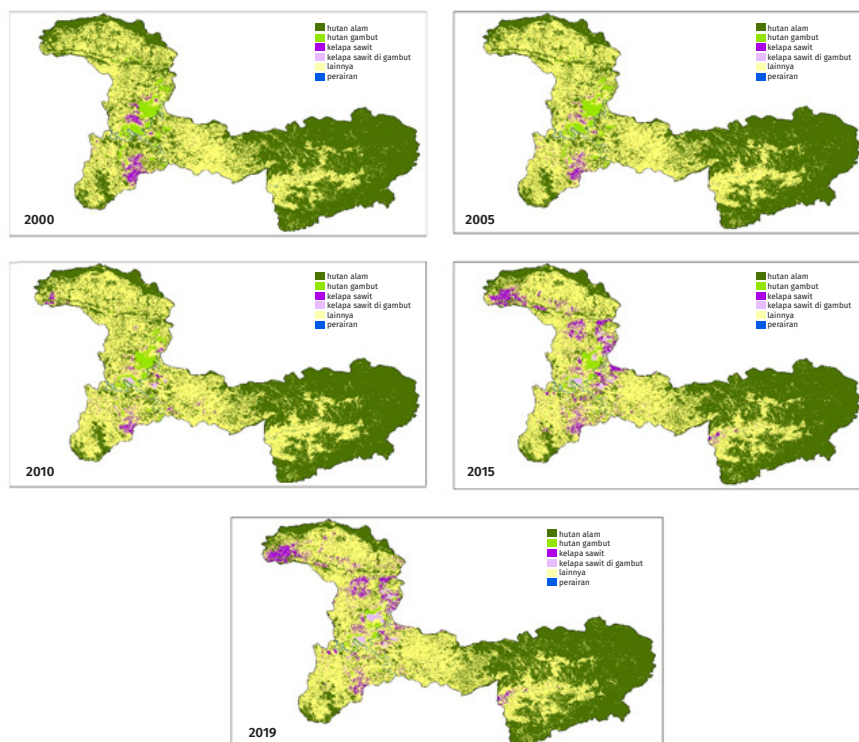 hutan alam
hutan gambut
kelapa sawit
kelapa sawit di gambut
lainnya
perairan
2000
hutan alam
hutan gambut
kelapa sawit
kelapa sawit di gambut
lainnya
perairan
2005
hutan alam
hutan gambut
kelapa sawit
kelapa sawit di gambut
lainnya
perairan
2010
hutan alam
hutan gambut
kelapa sawit
kelapa sawit di gambut
lainnya
perairan
2015
hutan alam
hutan gambut
kelapa sawit
kelapa sawit di gambut
lainnya
perairan
2019